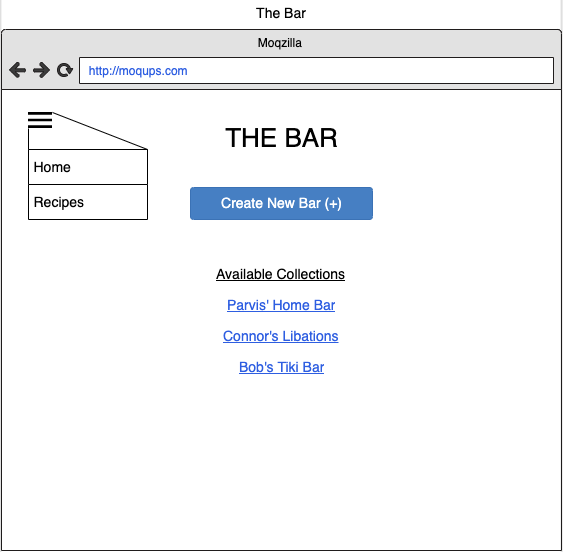 The Bar
Moqzilla
http://moqups.com
THE BAR
Home
Recipes
Create New Bar (+)
Available Collections
Parvis' Home Bar
Connor's Libations
Bob's Tiki Bar